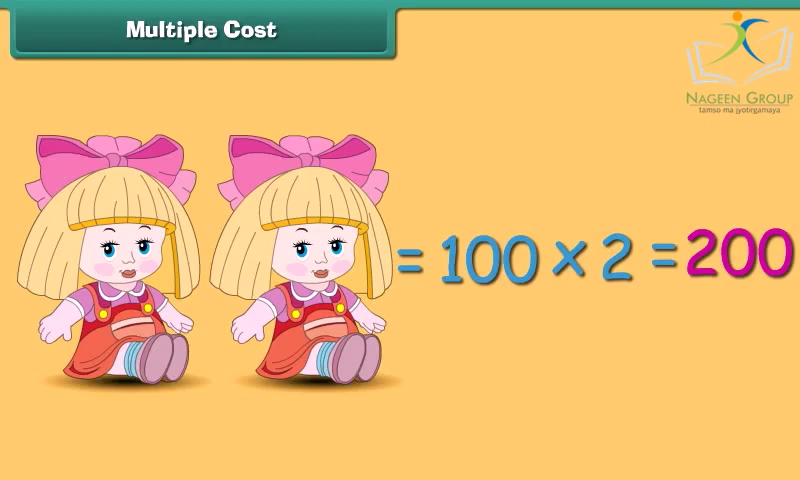 Multiple Cost
NAGEEN GROUP
tamso ma jyotirgamaya
= 100 x 2 = 200